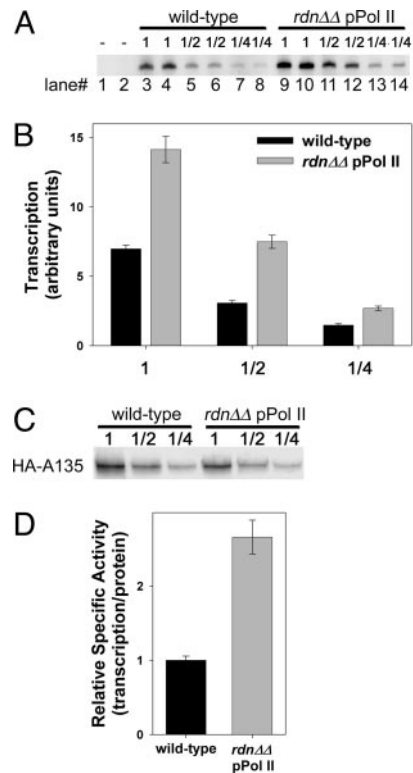 A
wild-type rdnΔΔ pPol II
- - 1 1 1/2 1/2 1/4 1/4 1 1 1/2 1/2 1/4 1/4
lane# 1 2 3 4 5 6 7 8 9 10 11 12 13 14
B
Transcription
(arbitrary units)
15
10
5
0
wild-type
rdnΔΔ pPol II
1 1/2 1/4
C
wild-type rdnΔΔ pPol II
1 1/2 1/4 1 1/2 1/4
HA-A135
D
Relative Specific Activity
(transcription/protein)
2
1
0
wild-type rdnΔΔ
pPol II